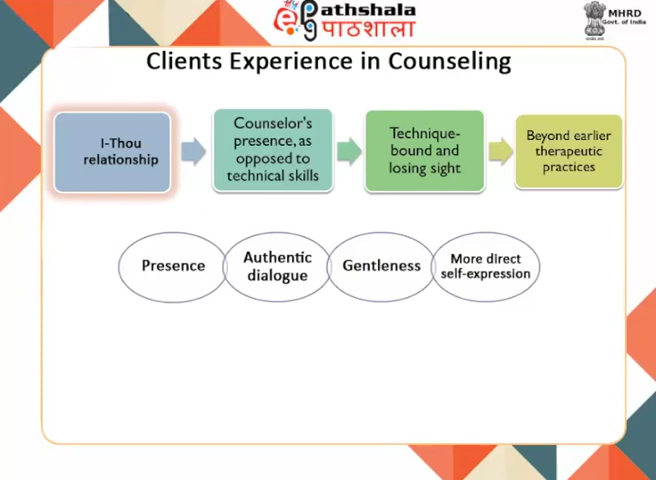 Pathshala
पाठशाला
MHRD
Govt. of India
Clients Experience in Counseling
I-Thou
relationship
Counselor's
presence, as
opposed to
technical skills
Technique-
bound and
losing sight
Beyond earlier
therapeutic
practices
Presence
Authentic
dialogue
Gentleness
More direct
self-expression